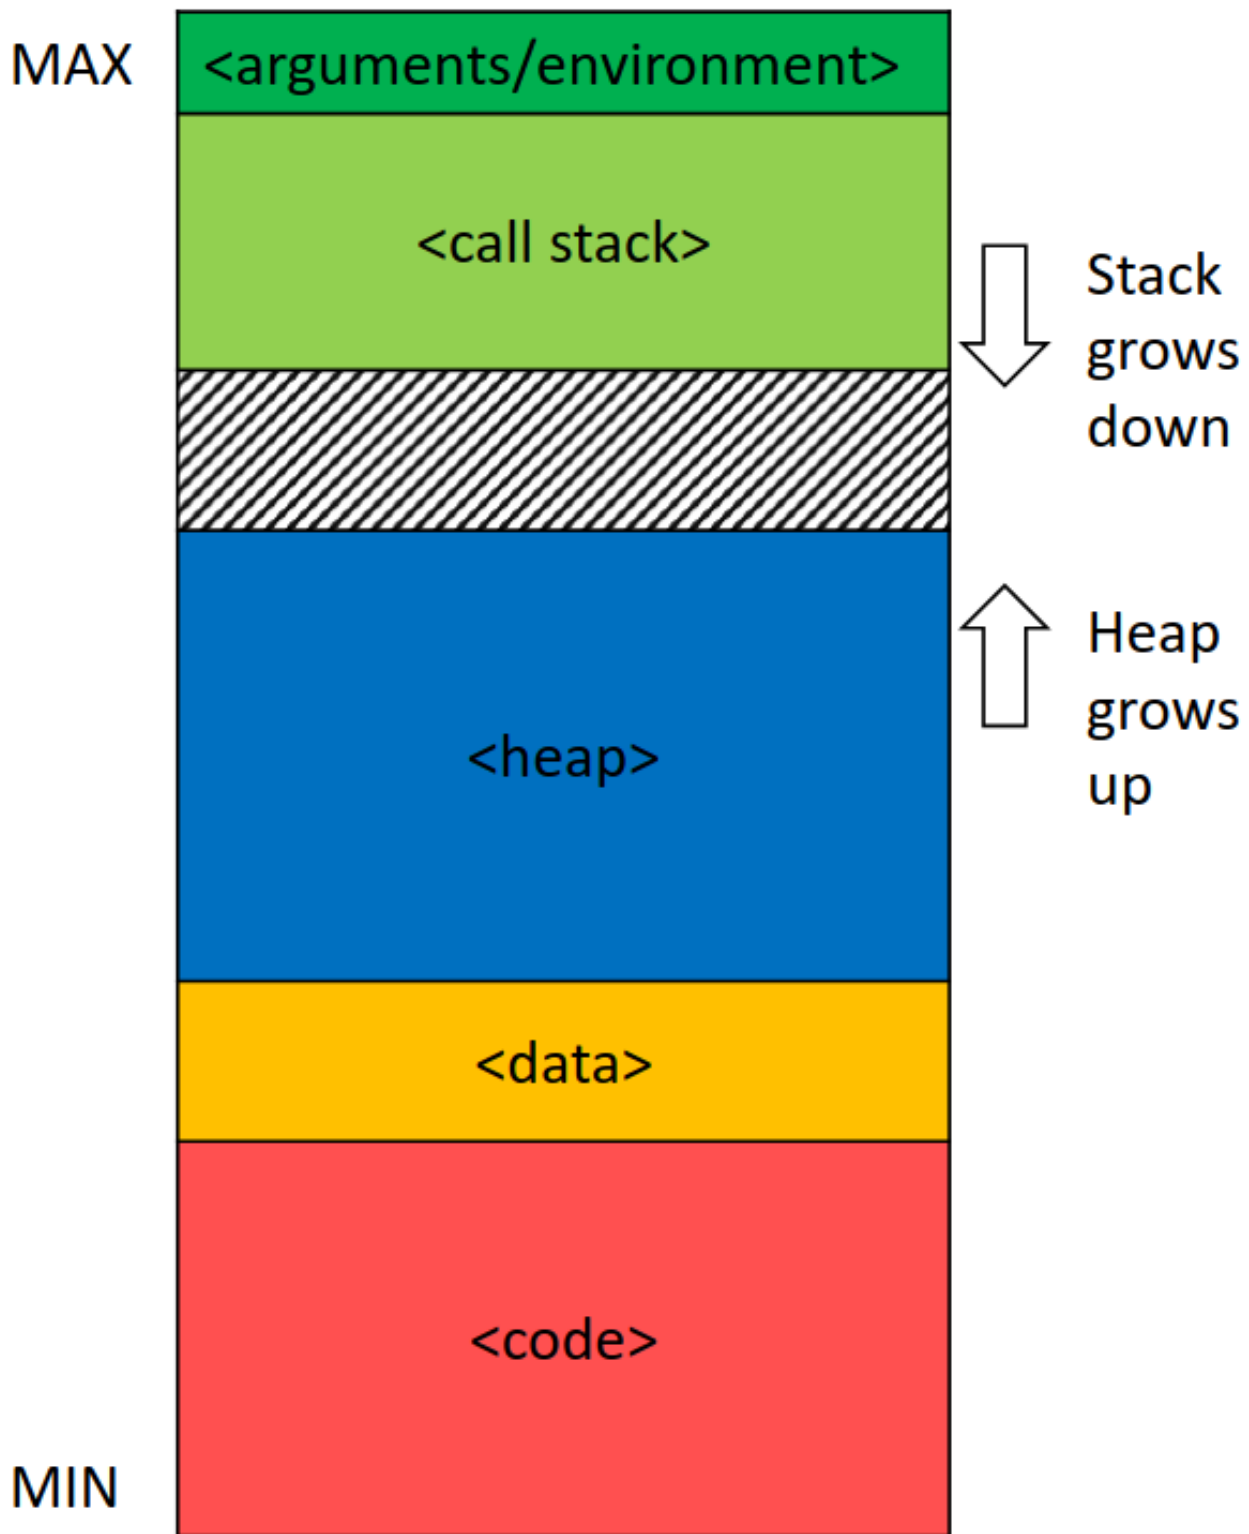 MAX
<arguments/environment>
<call stack>
Stack
grows
down
Heap
grows
up
<heap>
<data>
<code>
MIN